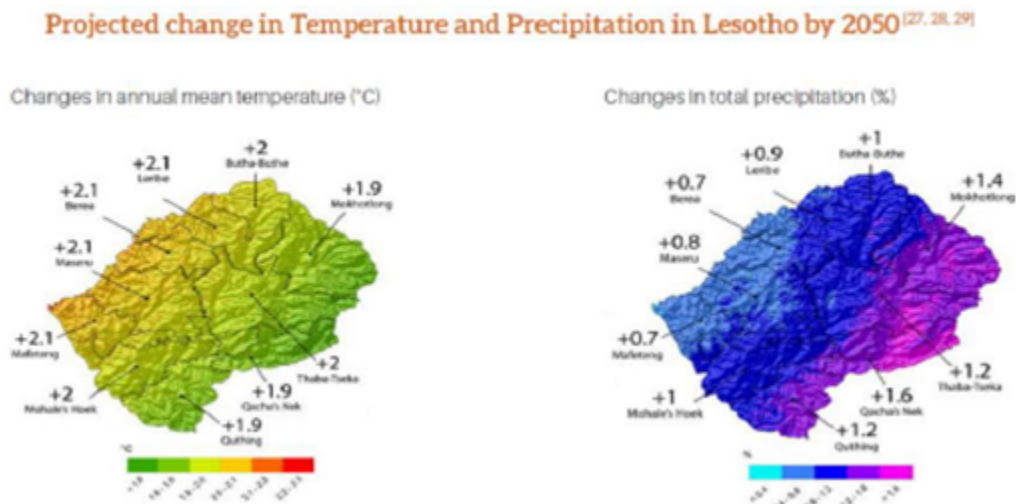 Projected change in Temperature and Precipitation in Lesotho by 2050 [27, 28, 29]
Changes in annual mean temperature (°C)
+2
Butha-Buthe
+2.1
Leribe
+2.1
Berea
+1.9
Mokhotlong
+2.1
Maseru
+2.1
Mafeteng
+2
Thaba-Tseka
+2
Mohale's Hoek
+1.9
Qacha's Nek
+1.9
Quthing
°C
Changes in total precipitation (%)
+1
Butha-Buthe
+0.9
Leribe
+0.7
Berea
+1.4
Mokhotlong
+0.8
Maseru
+0.7
Mafeteng
+1.2
Thaba-Tseka
+1
Mohale's Hoek
+1.6
Qacha's Nek
+1.2
Quthing
%